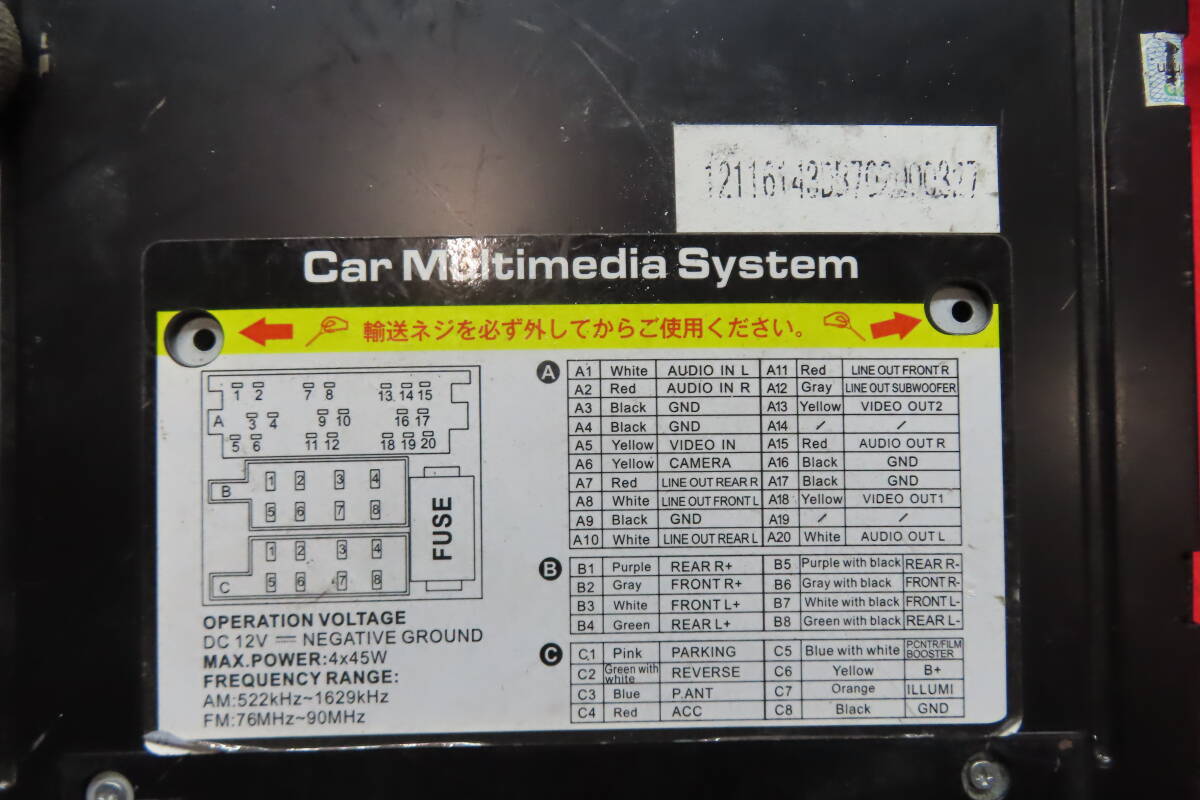 Car Multimedia System
輸送ネジを必ず外してからご使用ください。
1 2 7 8 13 14 15
A 3 4 9 10 16 17
5 6 11 12 18 19 20
B 1 2 3 4
5 6 7 8
C 1 2 3 4
5 6 7 8
FUSE
OPERATION VOLTAGE
DC 12V ⎓ NEGATIVE GROUND
MAX.POWER:4x45W
FREQUENCY RANGE:
AM:522kHz~1629kHz
FM:76MHz~90MHz
A
A1 White AUDIO IN L A11 Red LINE OUT FRONT R
A2 Red AUDIO IN R A12 Gray LINE OUT SUBWOOFER
A3 Black GND A13 Yellow VIDEO OUT2
A4 Black GND A14 / /
A5 Yellow VIDEO IN A15 Red AUDIO OUT R
A6 Yellow CAMERA A16 Black GND
A7 Red LINE OUT REAR R A17 Black GND
A8 White LINE OUT FRONT L A18 Yellow VIDEO OUT1
A9 Black GND A19 / /
A10 White LINE OUT REAR L A20 White AUDIO OUT L
B
B1 Purple REAR R+ B5 Purple with black REAR R-
B2 Gray FRONT R+ B6 Gray with black FRONT R-
B3 White FRONT L+ B7 White with black FRONT L-
B4 Green REAR L+ B8 Green with black REAR L-
C
C1 Pink PARKING C5 Blue with white P.CNTR/FILM BOOSTER
C2 Green with white REVERSE C6 Yellow B+
C3 Blue P.ANT C7 Orange ILLUMI
C4 Red ACC C8 Black GND